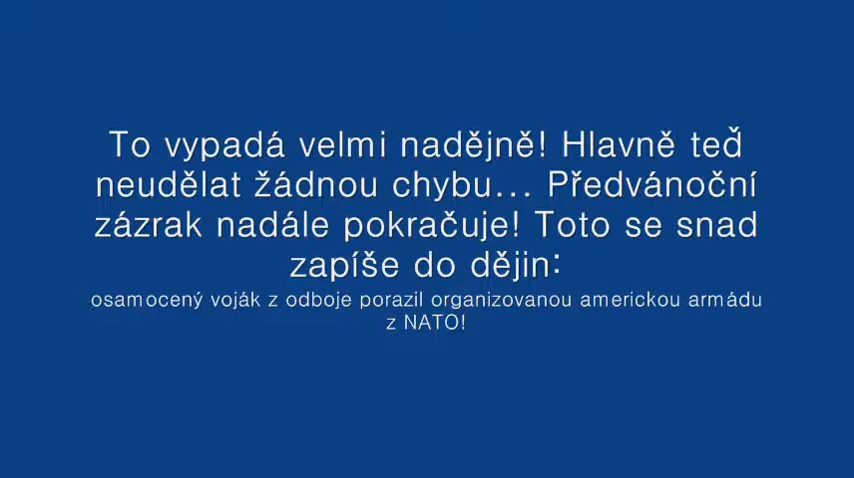 To vypadá velmi nadějně! Hlavně teď
neudělat žádnou chybu... Předvánoční
zázrak nadále pokračuje! Toto se snad
zapíše do dějin:
osamocený voják z odboje porazil organizovanou americkou armádu
z NATO!